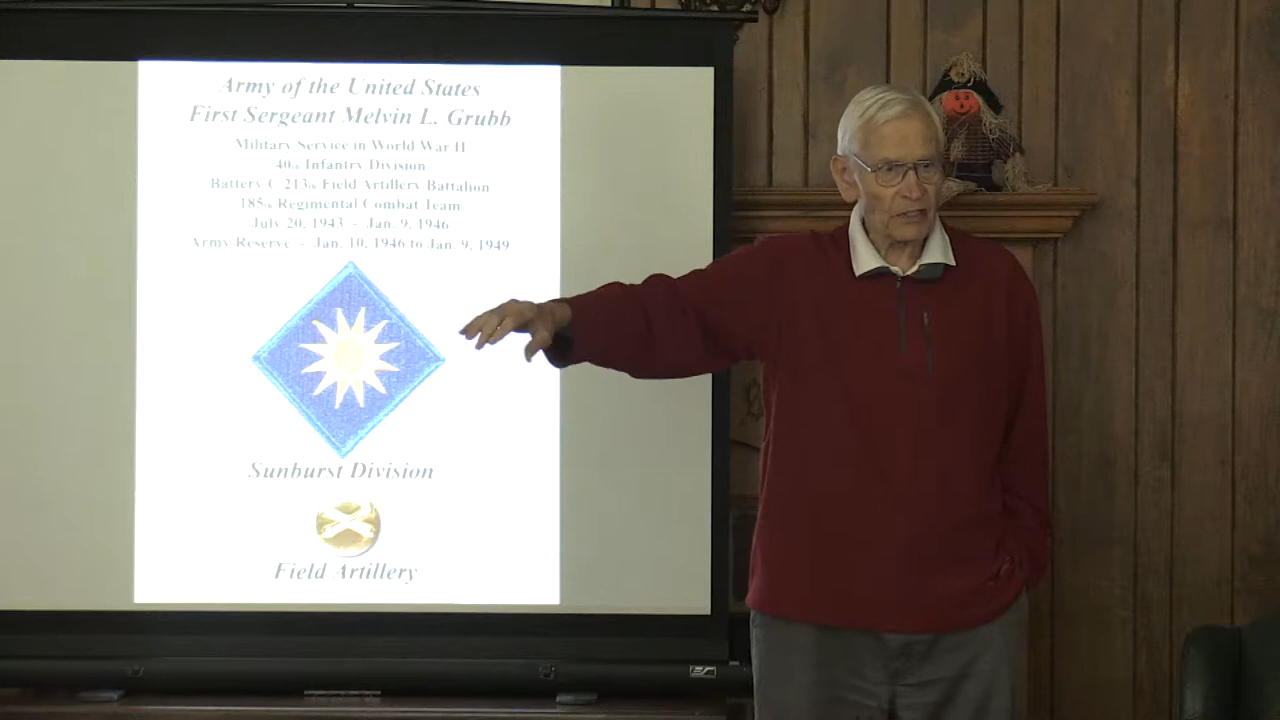 Army of the United States
First Sergeant Melvin L. Grubb
Military Service in World War II
40th Infantry Division
Battery C 213th Field Artillery Battalion
185th Regimental Combat Team
July 20, 1943 - Jan. 9, 1946
Army Reserve - Jan. 10, 1946 to Jan. 9, 1949
Sunburst Division
Field Artillery